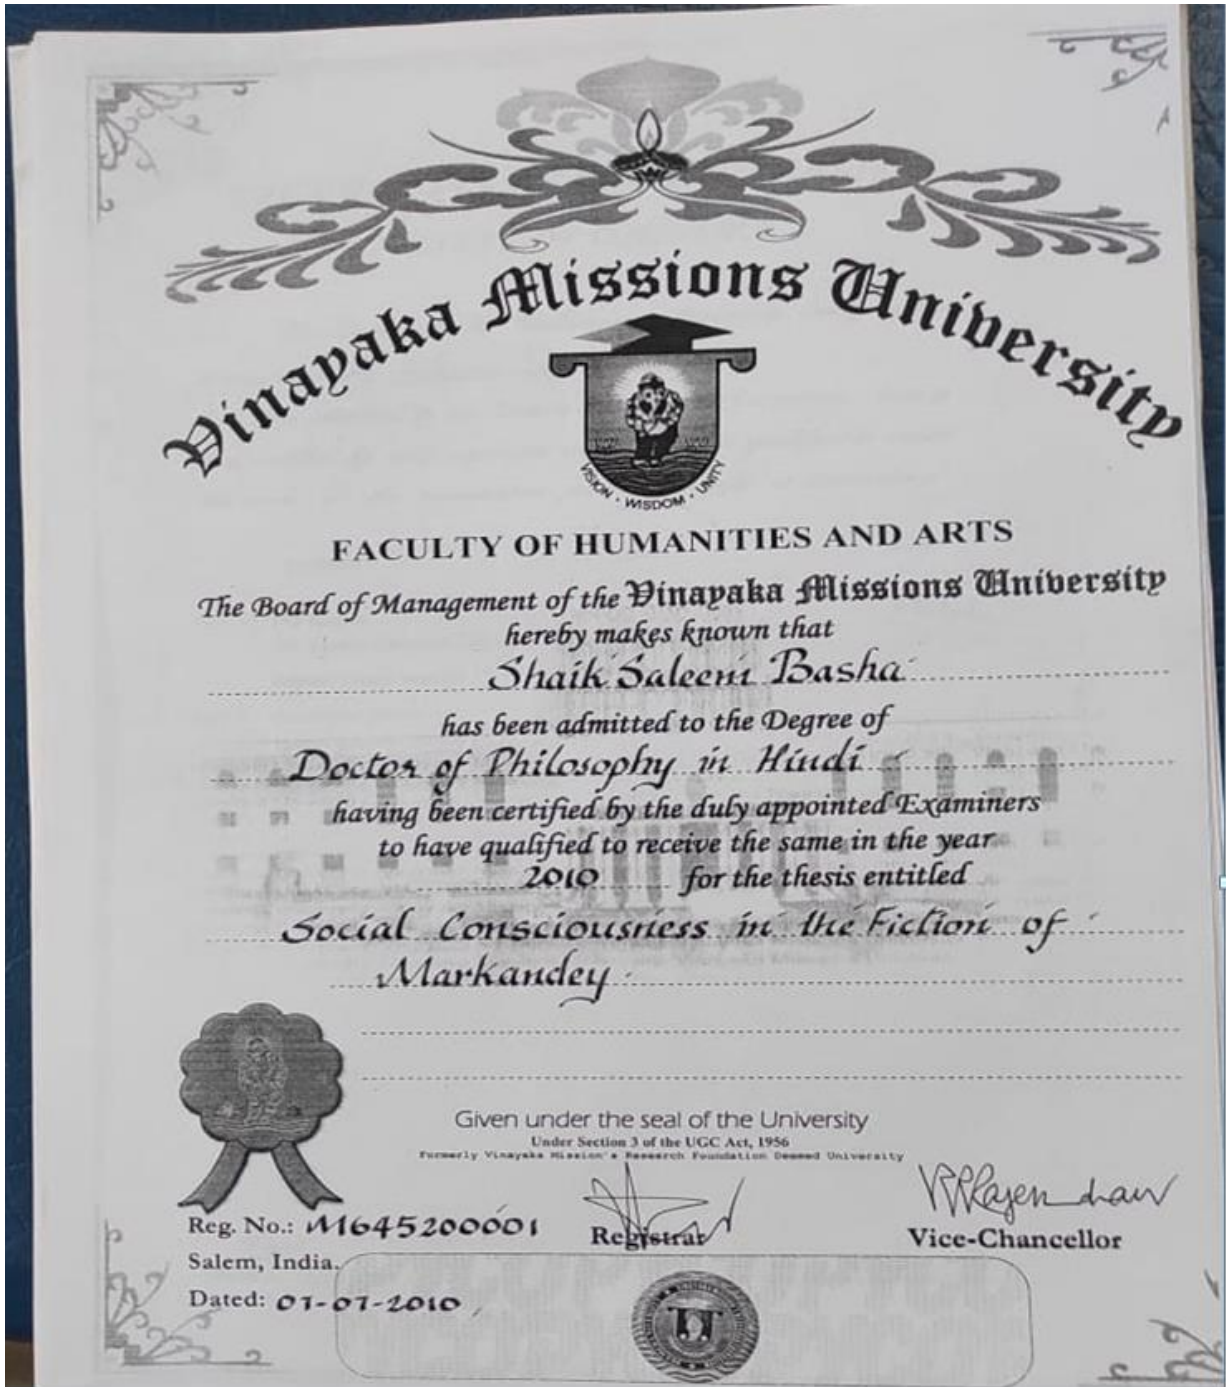 Vinayaka Missions University
VISION · WISDOM · UNITY
FACULTY OF HUMANITIES AND ARTS
The Board of Management of the Vinayaka Missions University
hereby makes known that
Shaik Saleem Basha
has been admitted to the Degree of
Doctor of Philosophy in Hindi
having been certified by the duly appointed Examiners
to have qualified to receive the same in the year
2010 for the thesis entitled
Social Consciousness in the Fiction of
Markandey
Given under the seal of the University
Under Section 3 of the UGC Act, 1956
Formerly Vinayaka Mission's Research Foundation Deemed University
Reg. No.: M645200001
Registrar
Vice-Chancellor
Salem, India.
Dated: 01-07-2010